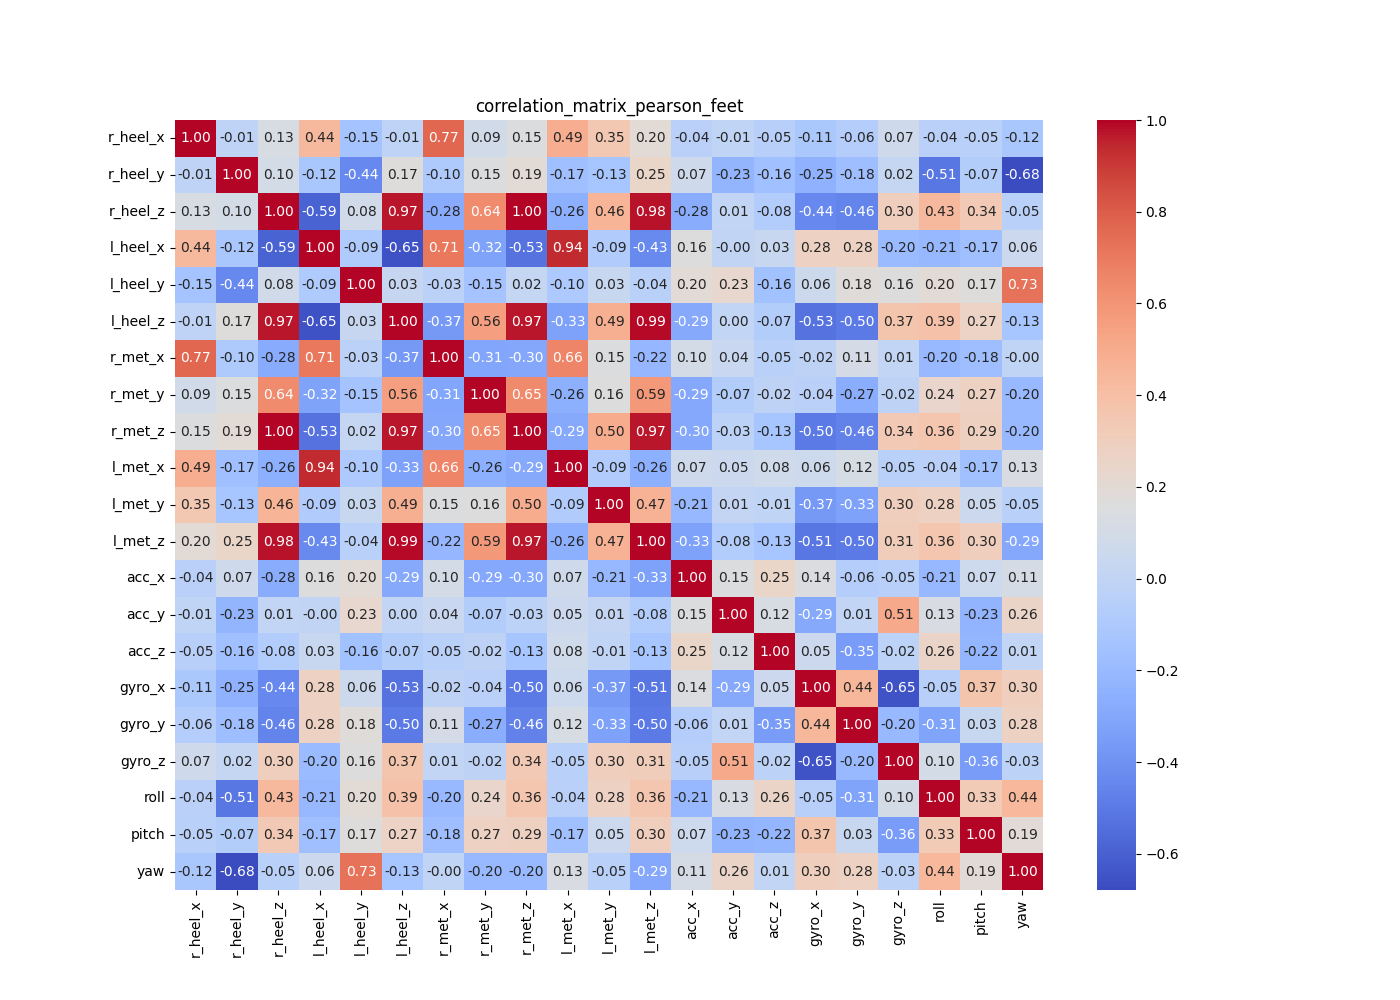 correlation_matrix_pearson_feet
r_heel_x 1.00 -0.01 0.13 0.44 -0.15 -0.01 0.77 0.09 0.15 0.49 0.35 0.20 -0.04 -0.01 -0.05 -0.11 -0.06 0.07 -0.04 -0.05 -0.12
r_heel_y -0.01 1.00 0.10 -0.12 -0.44 0.17 -0.10 0.15 0.19 -0.17 -0.13 0.25 0.07 -0.23 -0.16 -0.25 -0.18 0.02 -0.51 -0.07 -0.68
r_heel_z 0.13 0.10 1.00 -0.59 0.08 0.97 -0.28 0.64 1.00 -0.26 0.46 0.98 -0.28 0.01 -0.08 -0.44 -0.46 0.30 0.43 0.34 -0.05
l_heel_x 0.44 -0.12 -0.59 1.00 -0.09 -0.65 0.71 -0.32 -0.53 0.94 -0.09 -0.43 0.16 -0.00 0.03 0.28 0.28 -0.20 -0.21 -0.17 0.06
l_heel_y -0.15 -0.44 0.08 -0.09 1.00 0.03 -0.03 -0.15 0.02 -0.10 0.03 -0.04 0.20 0.23 -0.16 0.06 0.18 0.16 0.20 0.17 0.73
l_heel_z -0.01 0.17 0.97 -0.65 0.03 1.00 -0.37 0.56 0.97 -0.33 0.49 0.99 -0.29 0.00 -0.07 -0.53 -0.50 0.37 0.39 0.27 -0.13
r_met_x 0.77 -0.10 -0.28 0.71 -0.03 -0.37 1.00 -0.31 -0.30 0.66 0.15 -0.22 0.10 0.04 -0.05 -0.02 0.11 0.01 -0.20 -0.18 -0.00
r_met_y 0.09 0.15 0.64 -0.32 -0.15 0.56 -0.31 1.00 0.65 -0.26 0.16 0.59 -0.29 -0.07 -0.02 -0.04 -0.27 -0.02 0.24 0.27 -0.20
r_met_z 0.15 0.19 1.00 -0.53 0.02 0.97 -0.30 0.65 1.00 -0.29 0.50 0.97 -0.30 -0.03 -0.13 -0.50 -0.46 0.34 0.36 0.29 -0.20
l_met_x 0.49 -0.17 -0.26 0.94 -0.10 -0.33 0.66 -0.26 -0.29 1.00 -0.09 -0.26 0.07 0.05 0.08 0.06 0.12 -0.05 -0.04 -0.17 0.13
l_met_y 0.35 -0.13 0.46 -0.09 0.03 0.49 0.15 0.16 0.50 -0.09 1.00 0.47 -0.21 0.01 -0.01 -0.37 -0.33 0.30 0.28 0.05 -0.05
l_met_z 0.20 0.25 0.98 -0.43 -0.04 0.99 -0.22 0.59 0.97 -0.26 0.47 1.00 -0.33 -0.08 -0.13 -0.51 -0.50 0.31 0.36 0.30 -0.29
acc_x -0.04 0.07 -0.28 0.16 0.20 -0.29 0.10 -0.29 -0.30 0.07 -0.21 -0.33 1.00 0.15 0.25 0.14 -0.06 -0.05 -0.21 0.07 0.11
acc_y -0.01 -0.23 0.01 -0.00 0.23 0.00 0.04 -0.07 -0.03 0.05 0.01 -0.08 0.15 1.00 0.12 -0.29 0.01 0.51 0.13 -0.23 0.26
acc_z -0.05 -0.16 -0.08 0.03 -0.16 -0.07 -0.05 -0.02 -0.13 0.08 -0.01 -0.13 0.25 0.12 1.00 0.05 -0.35 -0.02 0.26 -0.22 0.01
gyro_x -0.11 -0.25 -0.44 0.28 0.06 -0.53 -0.02 -0.04 -0.50 0.06 -0.37 -0.51 0.14 -0.29 0.05 1.00 0.44 -0.65 -0.05 0.37 0.30
gyro_y -0.06 -0.18 -0.46 0.28 0.18 -0.50 0.11 -0.27 -0.46 0.12 -0.33 -0.50 -0.06 0.01 -0.35 0.44 1.00 -0.20 -0.31 0.03 0.28
gyro_z 0.07 0.02 0.30 -0.20 0.16 0.37 0.01 -0.02 0.34 -0.05 0.30 0.31 -0.05 0.51 -0.02 -0.65 -0.20 1.00 0.10 -0.36 -0.03
roll -0.04 -0.51 0.43 -0.21 0.20 0.39 -0.20 0.24 0.36 -0.04 0.28 0.36 -0.21 0.13 0.26 -0.05 -0.31 0.10 1.00 0.33 0.44
pitch -0.05 -0.07 0.34 -0.17 0.17 0.27 -0.18 0.27 0.29 -0.17 0.05 0.30 0.07 -0.23 -0.22 0.37 0.03 -0.36 0.33 1.00 0.19
yaw -0.12 -0.68 -0.05 0.06 0.73 -0.13 -0.00 -0.20 -0.20 0.13 -0.05 -0.29 0.11 0.26 0.01 0.30 0.28 -0.03 0.44 0.19 1.00
r_heel_x r_heel_y r_heel_z l_heel_x l_heel_y l_heel_z r_met_x r_met_y r_met_z l_met_x l_met_y l_met_z acc_x acc_y acc_z gyro_x gyro_y gyro_z roll pitch yaw
1.0
0.8
0.6
0.4
0.2
0.0
−0.2
−0.4
−0.6